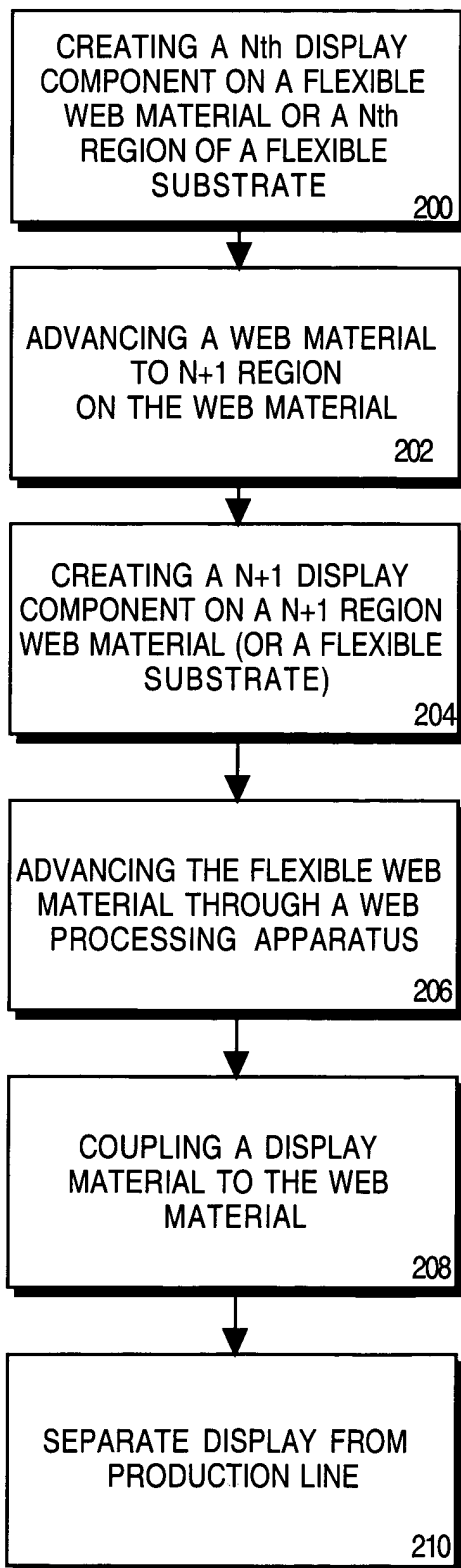 CREATING A Nth DISPLAY
COMPONENT ON A FLEXIBLE
WEB MATERIAL OR A Nth
REGION OF A FLEXIBLE
SUBSTRATE
200
ADVANCING A WEB MATERIAL
TO N+1 REGION
ON THE WEB MATERIAL
202
CREATING A N+1 DISPLAY
COMPONENT ON A N+1 REGION
WEB MATERIAL (OR A FLEXIBLE
SUBSTRATE)
204
ADVANCING THE FLEXIBLE WEB
MATERIAL THROUGH A WEB
PROCESSING APPARATUS
206
COUPLING A DISPLAY
MATERIAL TO THE WEB
MATERIAL
208
SEPARATE DISPLAY FROM
PRODUCTION LINE
210